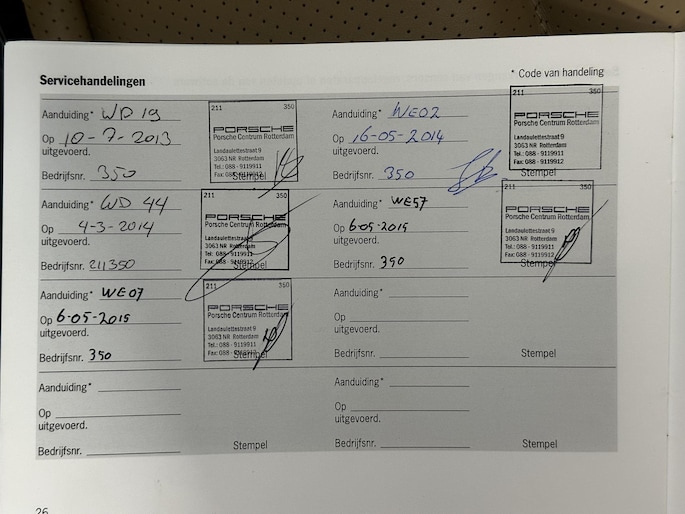 Servicehandelingen
* Code van handeling
Aanduiding* WD 19
Op 10-7-2013
uitgevoerd.
Bedrijfsnr. 350
211 350
PORSCHE
Porsche Centrum Rotterdam
Landaulettestraat 9
3063 NR Rotterdam
Tel.: 088 - 9119911
Fax: 088 - 9119912
Stempel
Aanduiding* WE02
Op 16-05-2014
uitgevoerd.
Bedrijfsnr. 350
211 350
PORSCHE
Porsche Centrum Rotterdam
Landaulettestraat 9
3063 NR Rotterdam
Tel.: 088 - 9119911
Fax: 088 - 9119912
Stempel
Aanduiding* WD 44
Op 4-3-2014
uitgevoerd.
Bedrijfsnr. 211350
211 350
PORSCHE
Porsche Centrum Rotterdam
Landaulettestraat 9
3063 NR Rotterdam
Tel.: 088 - 9119911
Fax: 088 - 9119912
Stempel
Aanduiding* WE57
Op 6-05-2015
uitgevoerd.
Bedrijfsnr. 350
211 350
PORSCHE
Porsche Centrum Rotterdam
Landaulettestraat 9
3063 NR Rotterdam
Tel.: 088 - 9119911
Fax: 088 - 9119912
Stempel
Aanduiding* WE07
Op 6-05-2015
uitgevoerd.
Bedrijfsnr. 350
211 350
PORSCHE
Porsche Centrum Rotterdam
Landaulettestraat 9
3063 NR Rotterdam
Tel.: 088 - 9119911
Fax: 088 - 9119912
Stempel
Aanduiding*
Op
uitgevoerd.
Bedrijfsnr.
Stempel
Aanduiding*
Op
uitgevoerd.
Bedrijfsnr.
Stempel
Aanduiding*
Op
uitgevoerd.
Bedrijfsnr.
Stempel
26